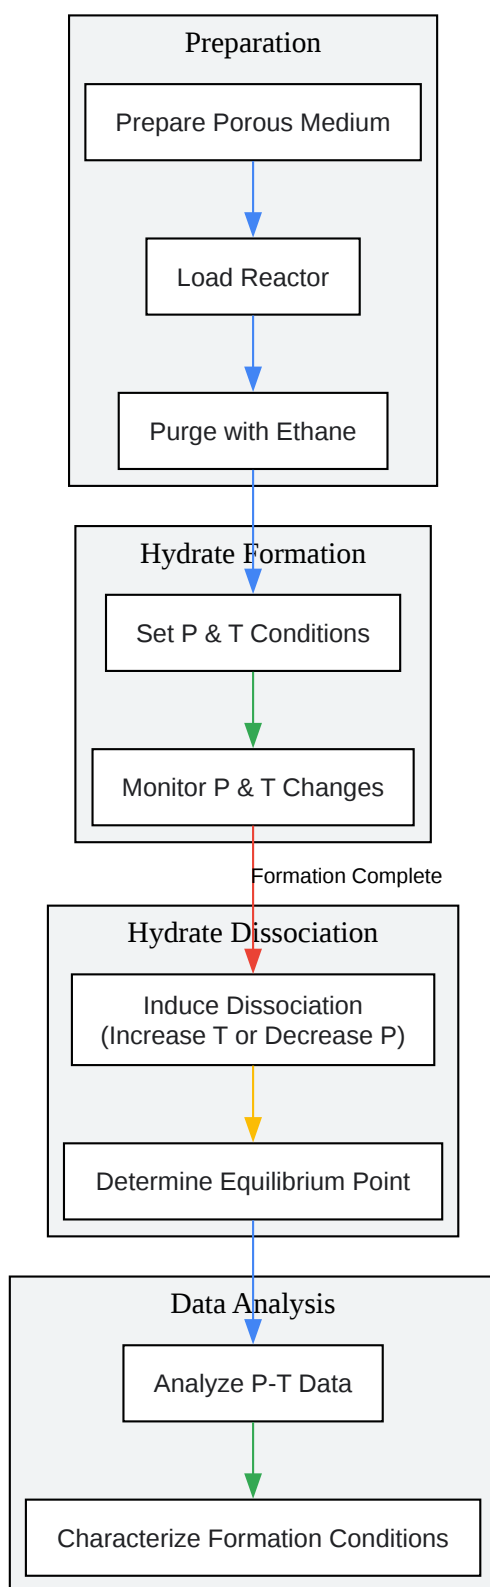 Preparation
Prepare Porous Medium
Load Reactor
Purge with Ethane
Hydrate Formation
Set P & T Conditions
Monitor P & T Changes
Formation Complete
Hydrate Dissociation
Induce Dissociation
(Increase T or Decrease P)
Determine Equilibrium Point
Data Analysis
Analyze P-T Data
Characterize Formation Conditions